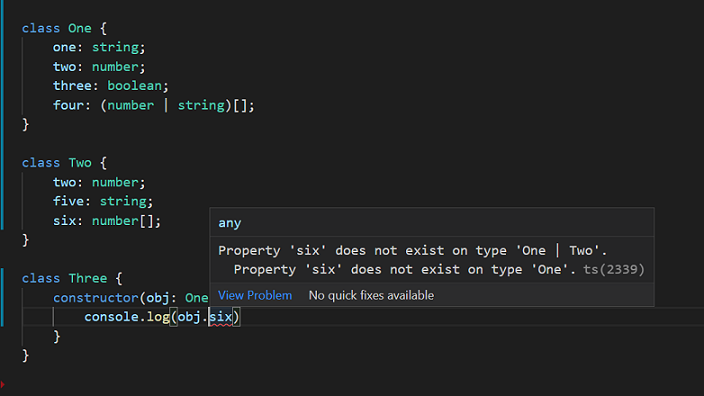 class One {
one: string;
two: number;
three: boolean;
four: (number | string)[];
}
class Two {
two: number;
five: string;
six: number[];
}
any
Property 'six' does not exist on type 'One | Two'.
Property 'six' does not exist on type 'One'. ts(2339)
View Problem No quick fixes available
class Three {
constructor(obj: One
console.log(obj.six)
}
}